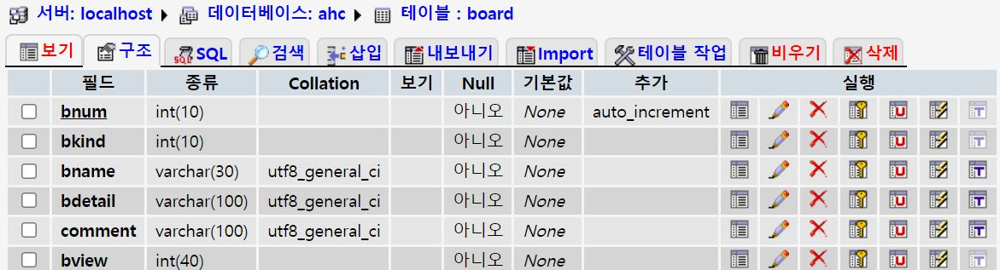 서버: localhost ▶ 데이터베이스: ahc ▶ 테이블 : board
보기 구조 SQL 검색 삽입 내보내기 Import 테이블 작업 비우기 삭제
필드 종류 Collation 보기 Null 기본값 추가 실행
bnum int(10) 아니오 None auto_increment
bkind int(10) 아니오 None
bname varchar(30) utf8_general_ci 아니오 None
bdetail varchar(100) utf8_general_ci 아니오 None
comment varchar(100) utf8_general_ci 아니오 None
bview int(40) 아니오 None